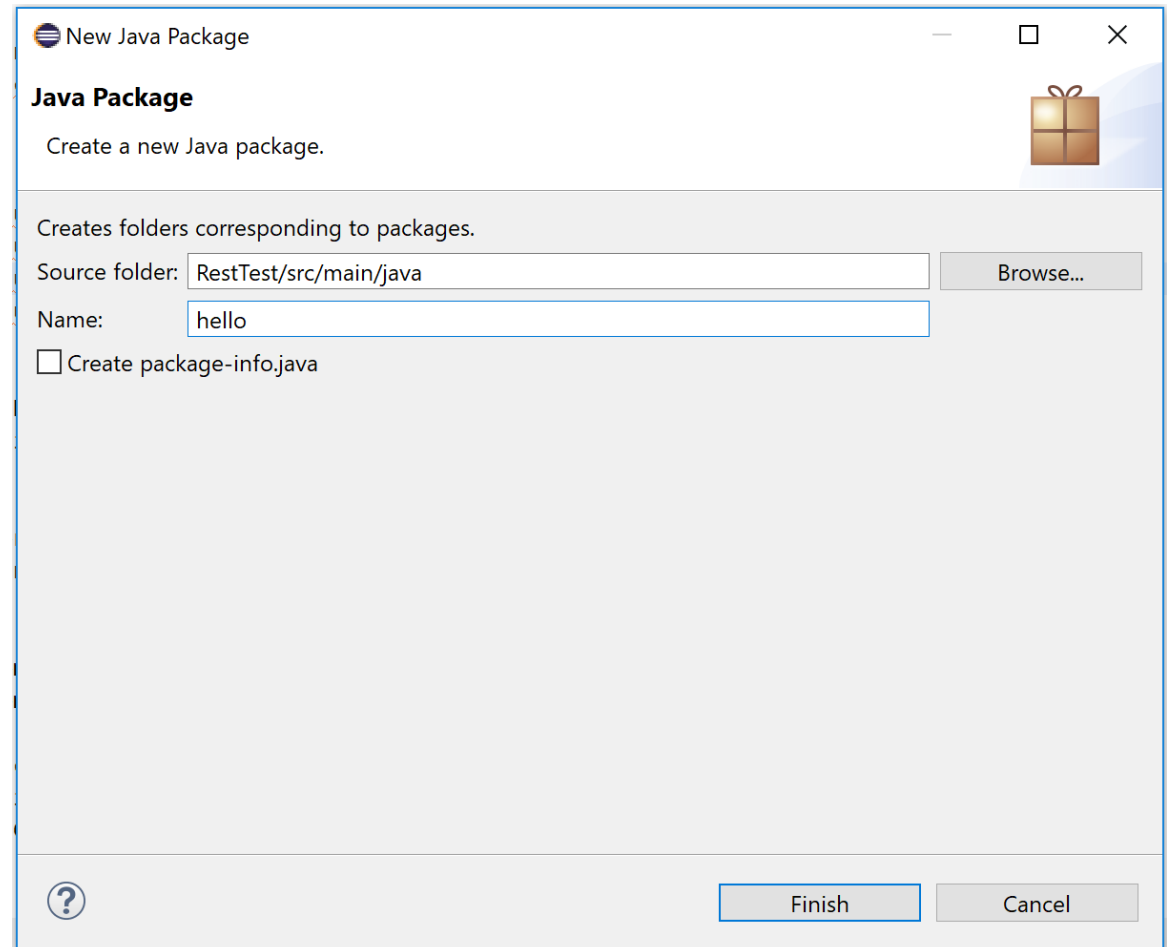 New Java Package
Java Package
Create a new Java package.
Creates folders corresponding to packages.
Source folder: RestTest/src/main/java Browse...
Name: hello
Create package-info.java
? Finish Cancel